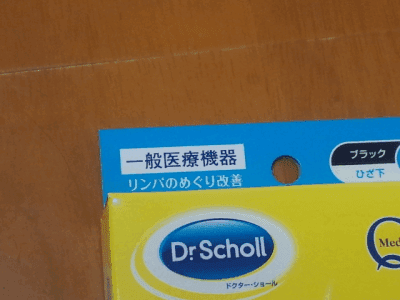 一般医療機器
リンパのめぐり改善
ブラック
ひざ下
Dr.Scholl
ドクター・ショール
Med